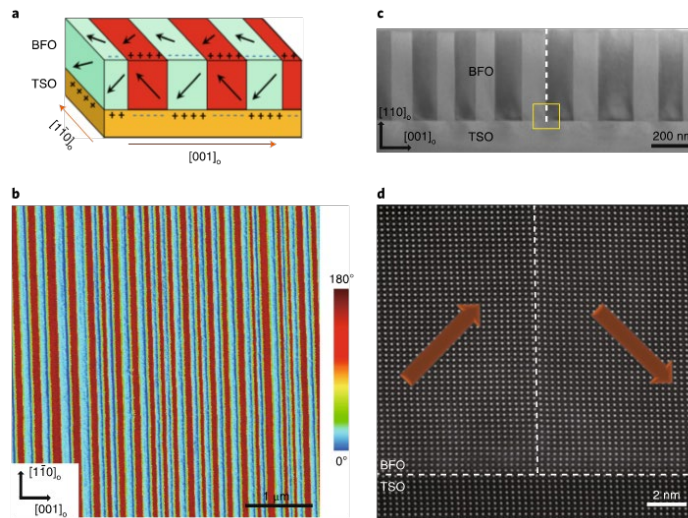 a
BFO
TSO
+ + + +
+ + + +
+ +
+ + + +
+ + + +
[11̄0]ₒ
[001]ₒ
b
180°
0°
[11̄0]ₒ
[001]ₒ
1 μm
c
BFO
[110]ₒ
[001]ₒ
TSO
200 nm
d
BFO
TSO
2 nm